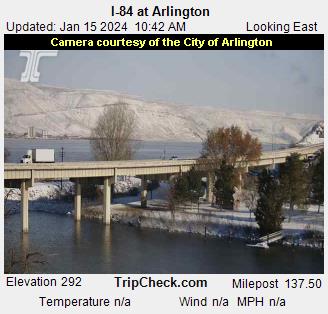 I-84 at Arlington
Updated: Jan 15 2024 10:42 AM Looking East
Camera courtesy of the City of Arlington
Elevation 292 TripCheck.com Milepost 137.50
Temperature n/a Wind n/a MPH n/a